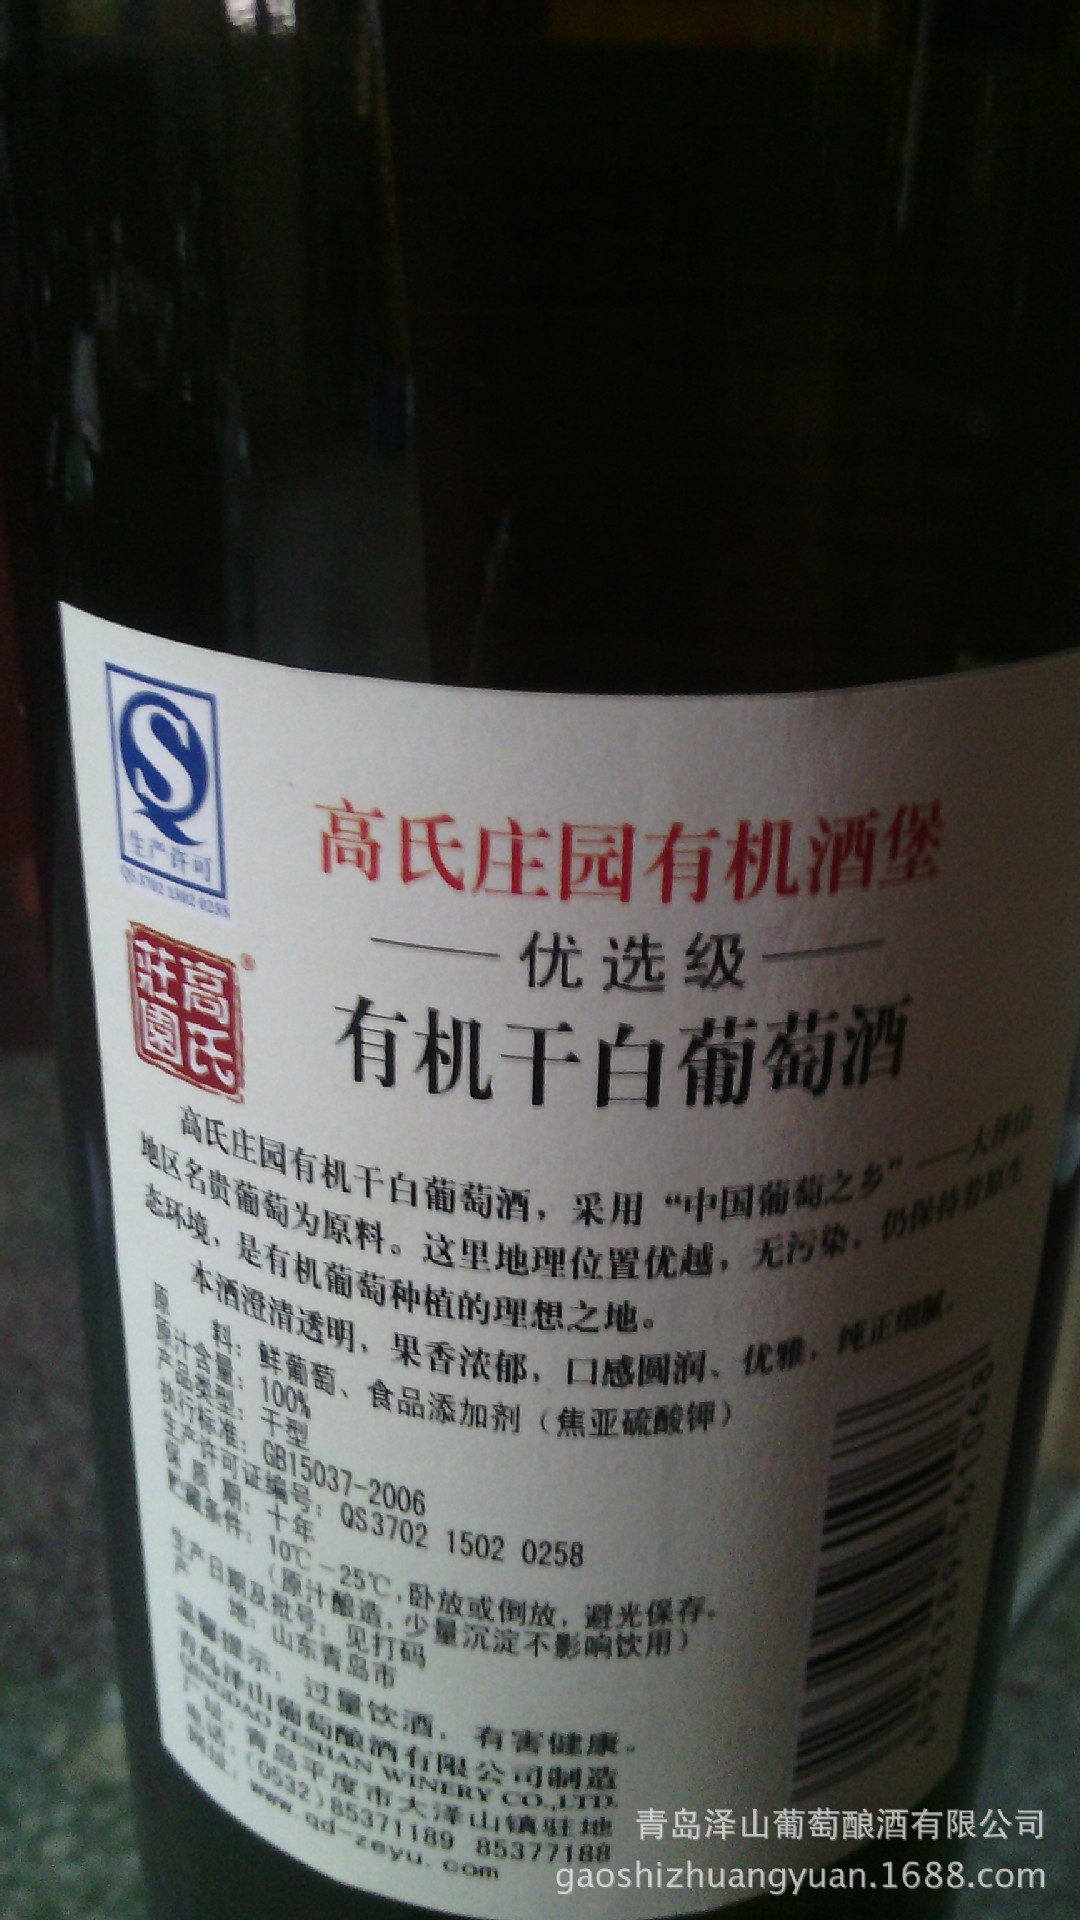 生产许可
QS 3702 1502 0258
高氏
莊園
®
高氏庄园有机酒堡
优选级
有机干白葡萄酒
高氏庄园有机干白葡萄酒，采用“中国葡萄之乡”——大泽山
地区名贵葡萄为原料。这里地理位置优越，无污染、仍保持着原生
态环境，是有机葡萄种植的理想之地。
本酒澄清透明，果香浓郁，口感圆润、优雅，纯正细腻。
原料：鲜葡萄、食品添加剂（焦亚硫酸钾）
原汁含量：100%
产品类型：干型
执行标准：GB15037-2006
生产许可证编号：QS3702 1502 0258
保质期：十年
贮藏条件：10℃-25℃,卧放或倒放，避光保存。
（原汁酿造，少量沉淀不影响饮用）
生产日期及批号：见打码
产地：山东青岛市
温馨提示：过量饮酒，有害健康。
青岛泽山葡萄酿酒有限公司制造
QINGDAO ZESHAN WINERY CO.,LTD.
厂址：青岛平度市大泽山镇驻地
电话：(0532)85371189 85377188
网址：www.qd-zeyu.com
青岛泽山葡萄酿酒有限公司
gaoshizhuangyuan.1688.com